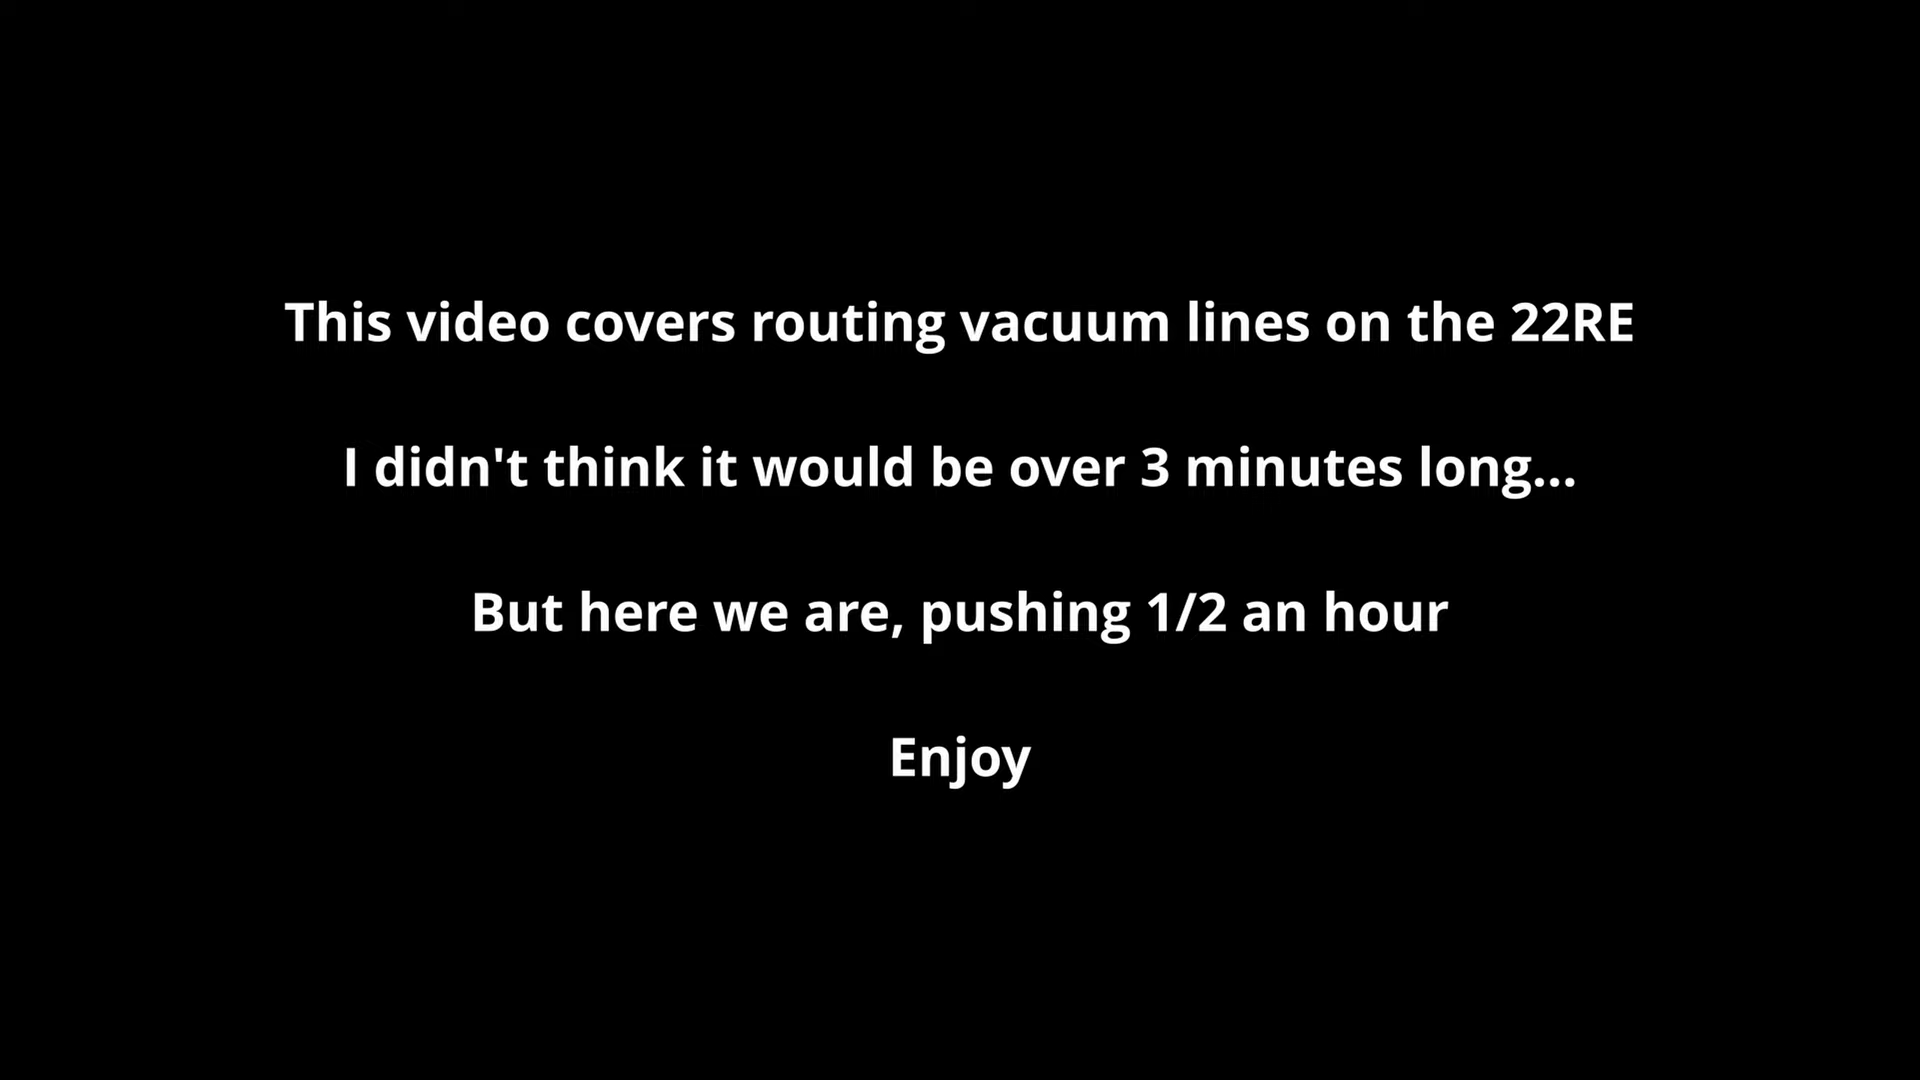 This video covers routing vacuum lines on the 22RE
I didn't think it would be over 3 minutes long...
But here we are, pushing 1/2 an hour
Enjoy